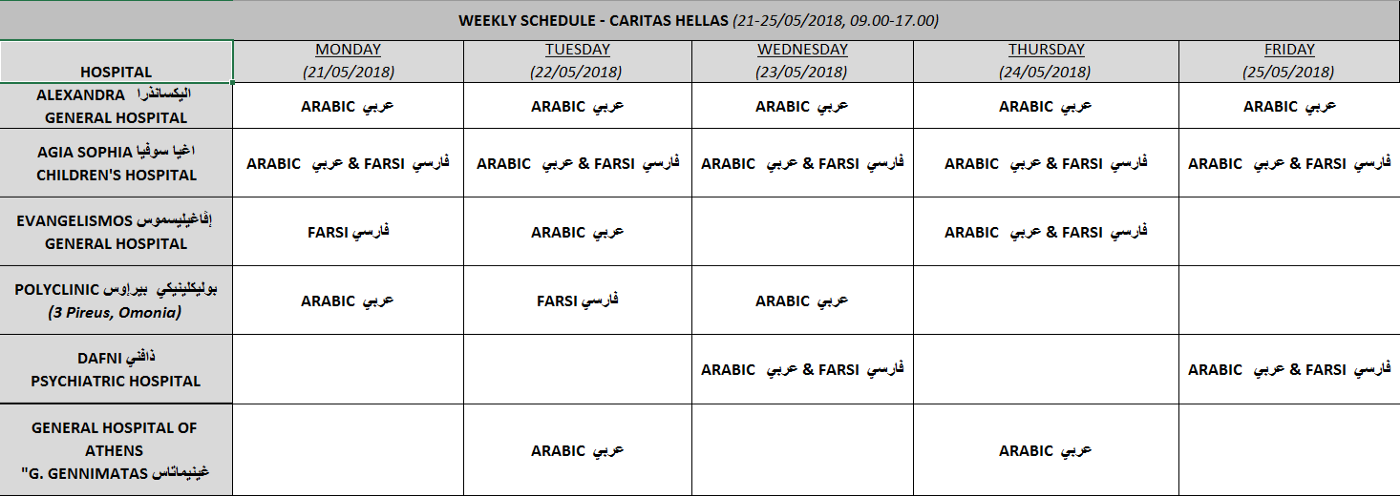 WEEKLY SCHEDULE - CARITAS HELLAS (21-25/05/2018, 09.00-17.00)
HOSPITAL
MONDAY
(21/05/2018)
TUESDAY
(22/05/2018)
WEDNESDAY
(23/05/2018)
THURSDAY
(24/05/2018)
FRIDAY
(25/05/2018)
ALEXANDRA اليكساندرا
GENERAL HOSPITAL
ARABIC عربي
ARABIC عربي
ARABIC عربي
ARABIC عربي
ARABIC عربي
AGIA SOPHIA اغيا سوفيا
CHILDREN'S HOSPITAL
ARABIC عربي & FARSI فارسي
ARABIC عربي & FARSI فارسي
ARABIC عربي & FARSI فارسي
ARABIC عربي & FARSI فارسي
ARABIC عربي & FARSI فارسي
EVANGELISMOS إڤاغيليسموس
GENERAL HOSPITAL
FARSI فارسي
ARABIC عربي
ARABIC عربي & FARSI فارسي
POLYCLINIC بوليكلينيكي بيرإوس
(3 Pireus, Omonia)
ARABIC عربي
FARSI فارسي
ARABIC عربي
DAFNI ذافني
PSYCHIATRIC HOSPITAL
ARABIC عربي & FARSI فارسي
ARABIC عربي & FARSI فارسي
GENERAL HOSPITAL OF
ATHENS
"G. GENNIMATAS غينيماتاس
ARABIC عربي
ARABIC عربي